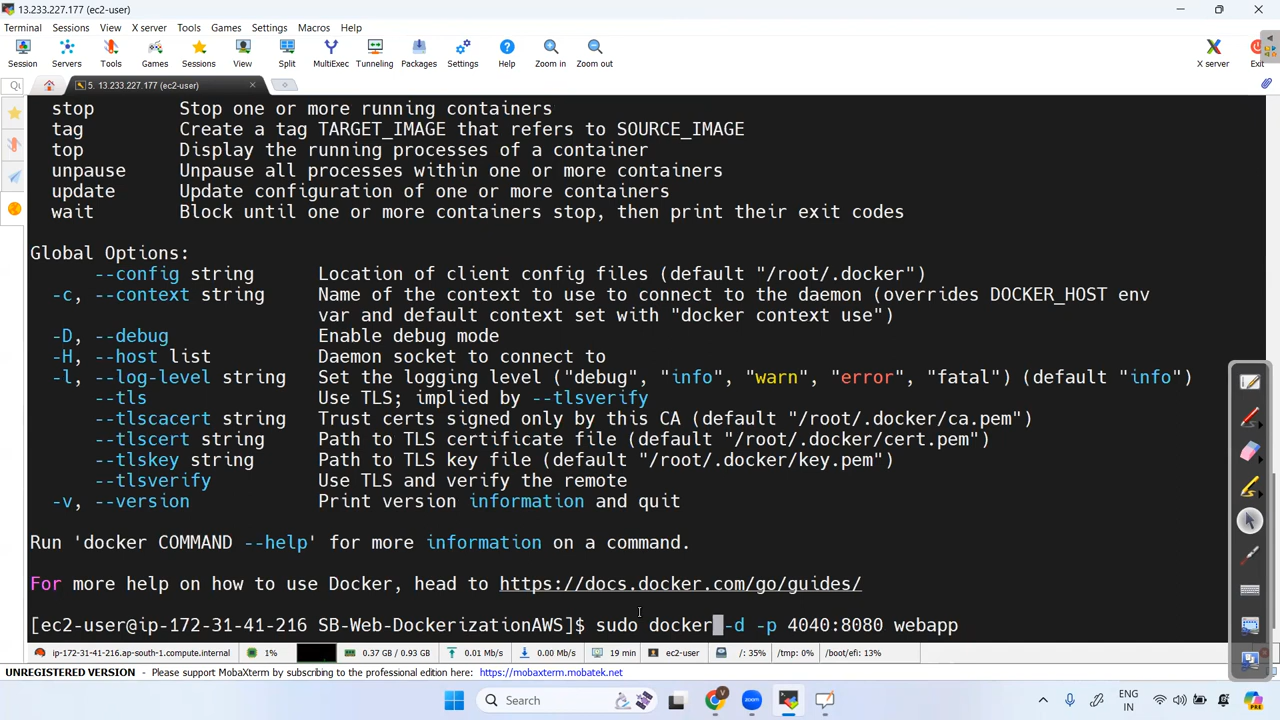 13.233.227.177 (ec2-user)
Terminal Sessions View X server Tools Games Settings Macros Help
Session Servers Tools Games Sessions View Split MultiExec Tunneling Packages Settings Help Zoom in Zoom out X server Exit
Qu 5. 13.233.227.177 (ec2-user)
stop Stop one or more running containers
tag Create a tag TARGET_IMAGE that refers to SOURCE_IMAGE
top Display the running processes of a container
unpause Unpause all processes within one or more containers
update Update configuration of one or more containers
wait Block until one or more containers stop, then print their exit codes
Global Options:
--config string Location of client config files (default "/root/.docker")
-c, --context string Name of the context to use to connect to the daemon (overrides DOCKER_HOST env
var and default context set with "docker context use")
-D, --debug Enable debug mode
-H, --host list Daemon socket to connect to
-l, --log-level string Set the logging level ("debug", "info", "warn", "error", "fatal") (default "info")
--tls Use TLS; implied by --tlsverify
--tlscacert string Trust certs signed only by this CA (default "/root/.docker/ca.pem")
--tlscert string Path to TLS certificate file (default "/root/.docker/cert.pem")
--tlskey string Path to TLS key file (default "/root/.docker/key.pem")
--tlsverify Use TLS and verify the remote
-v, --version Print version information and quit
Run 'docker COMMAND --help' for more information on a command.
For more help on how to use Docker, head to https://docs.docker.com/go/guides/
[ec2-user@ip-172-31-41-216 SB-Web-DockerizationAWS]$ sudo docker -d -p 4040:8080 webapp
ip-172-31-41-216.ap-south-1.compute.internal 1% 0.37 GB / 0.93 GB 0.01 Mb/s 0.00 Mb/s 19 min ec2-user /: 35% /tmp: 0% /boot/efi: 13%
UNREGISTERED VERSION - Please support MobaXterm by subscribing to the professional edition here: https://mobaxterm.mobatek.net
Search ENG
IN